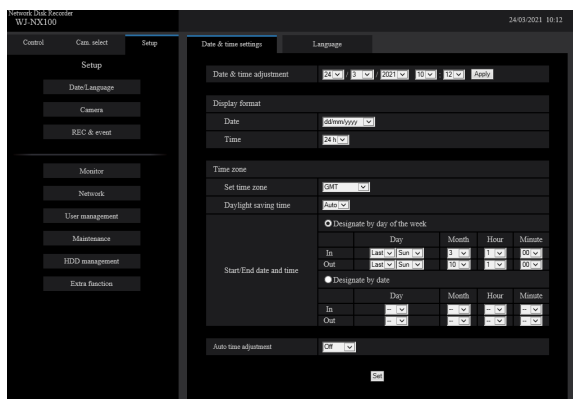 Network Disk Recorder
WJ-NX100
24/03/2021 10:12
Control Cam. select Setup
Date & time settings Language
Setup
Date/Language
Camera
REC & event
Monitor
Network
User management
Maintenance
HDD management
Extra function
Date & time adjustment 24 / 3 / 2021 10 : 12 Apply
Display format
Date dd/mm/yyyy
Time 24 h
Time zone
Set time zone GMT
Daylight saving time Auto
Start/End date and time
Designate by day of the week
Day Month Hour Minute
In Last Sun 3 1 00
Out Last Sun 10 1 00
Designate by date
Day Month Hour Minute
In -- -- -- --
Out -- -- -- --
Auto time adjustment Off
Set